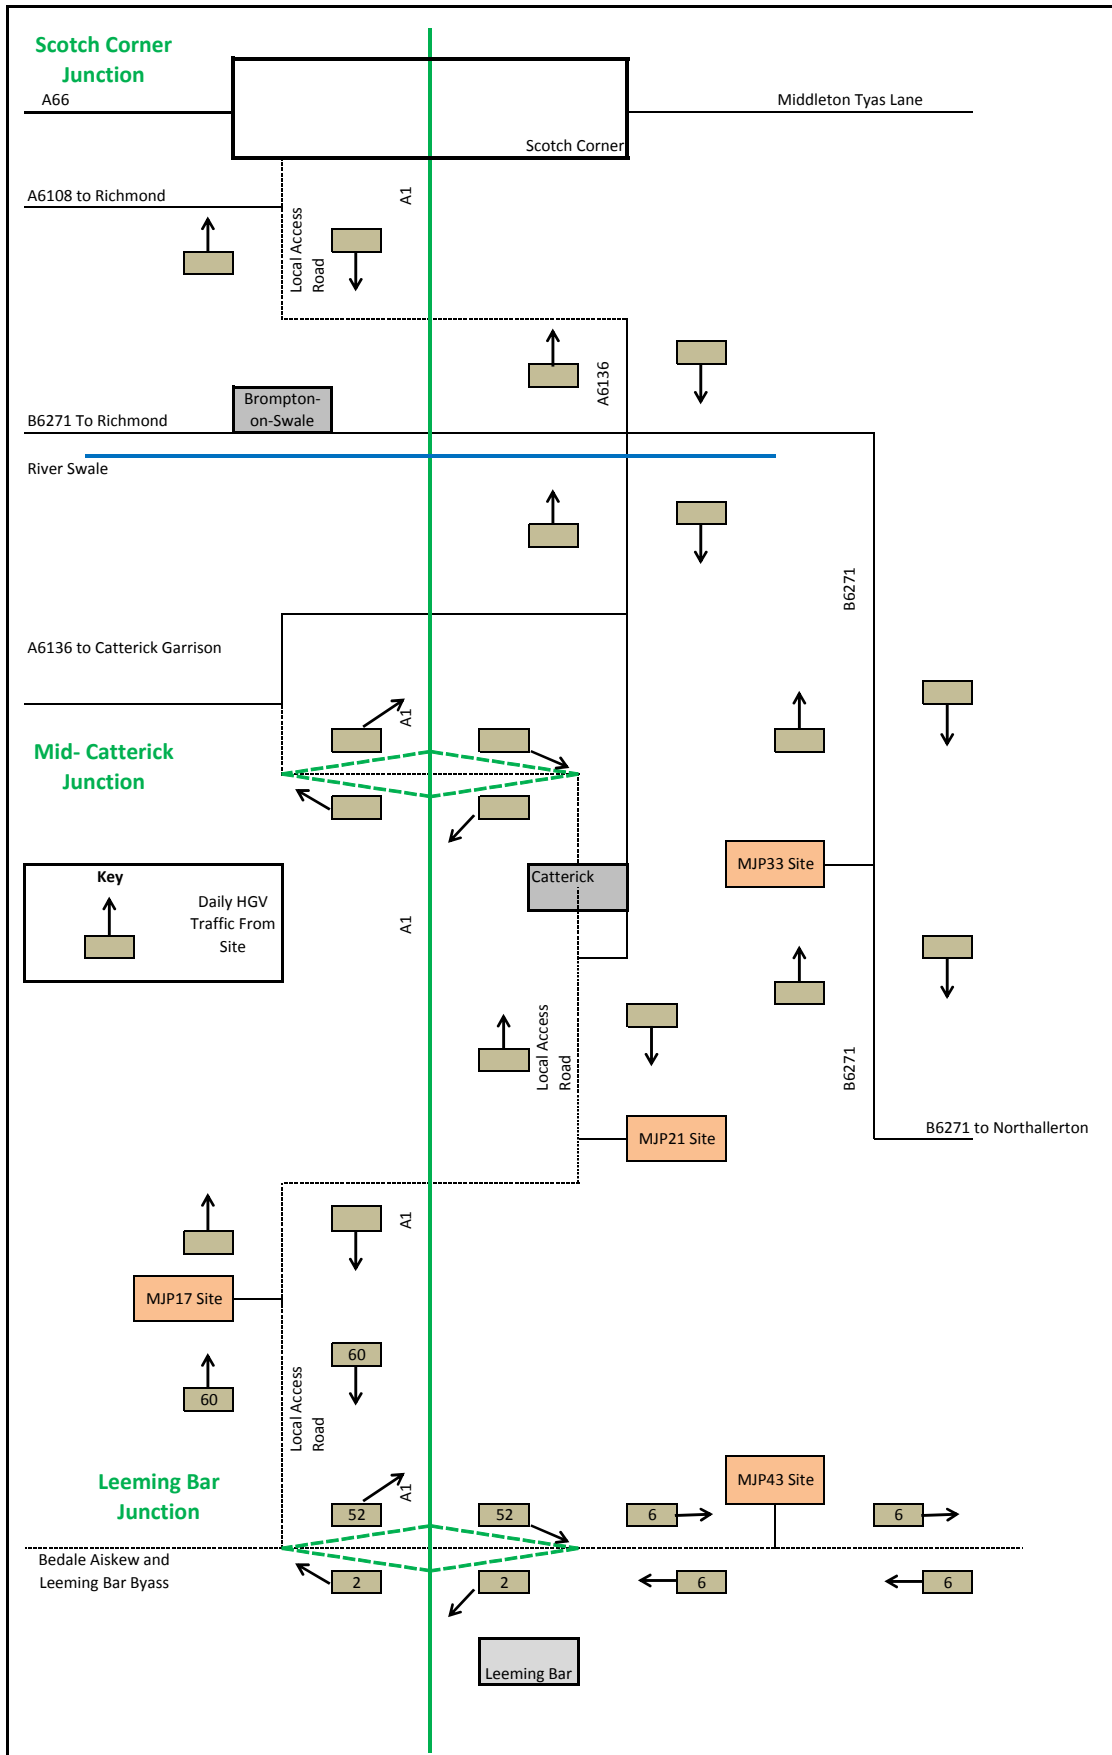 Scotch Corner
Junction
A66
Middleton Tyas Lane
Scotch Corner
A6108 to Richmond
A1
Local Access
Road
A6136
Brompton-
on-Swale
B6271 To Richmond
River Swale
B6271
A6136 to Catterick Garrison
A1
Mid- Catterick
Junction
MJP33 Site
Catterick
Key
Daily HGV
Traffic From
Site
A1
Local Access
Road
B6271
MJP21 Site
B6271 to Northallerton
A1
MJP17 Site
60
60
Local Access
Road
Leeming Bar
Junction
A1
MJP43 Site
52
52
6
6
Bedale Aiskew and
Leeming Bar Byass
2
2
6
6
Leeming Bar